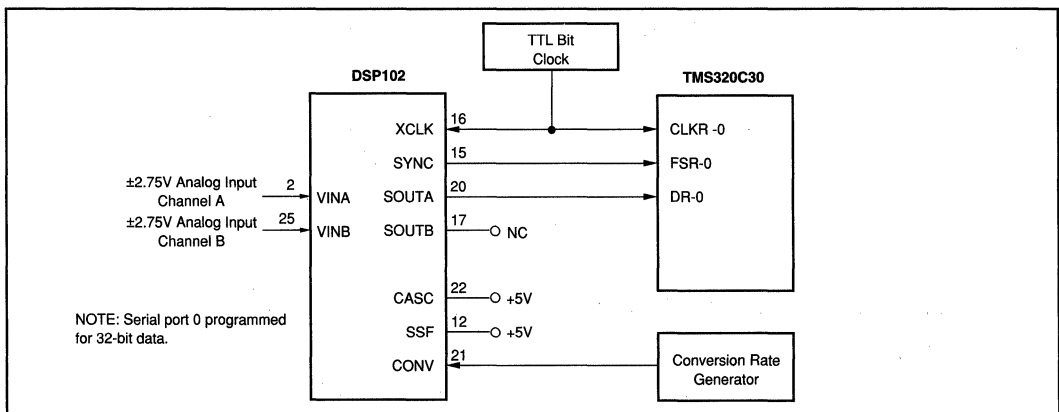 TTL Bit
Clock
DSP102
TMS320C30
XCLK 16 CLKR -0
SYNC 15 FSR-0
±2.75V Analog Input
Channel A
2 VINA SOUTA 20 DR-0
±2.75V Analog Input
Channel B
25 VINB SOUTB 17 NC
CASC 22 +5V
NOTE: Serial port 0 programmed
for 32-bit data.
SSF 12 +5V
CONV 21
Conversion Rate
Generator